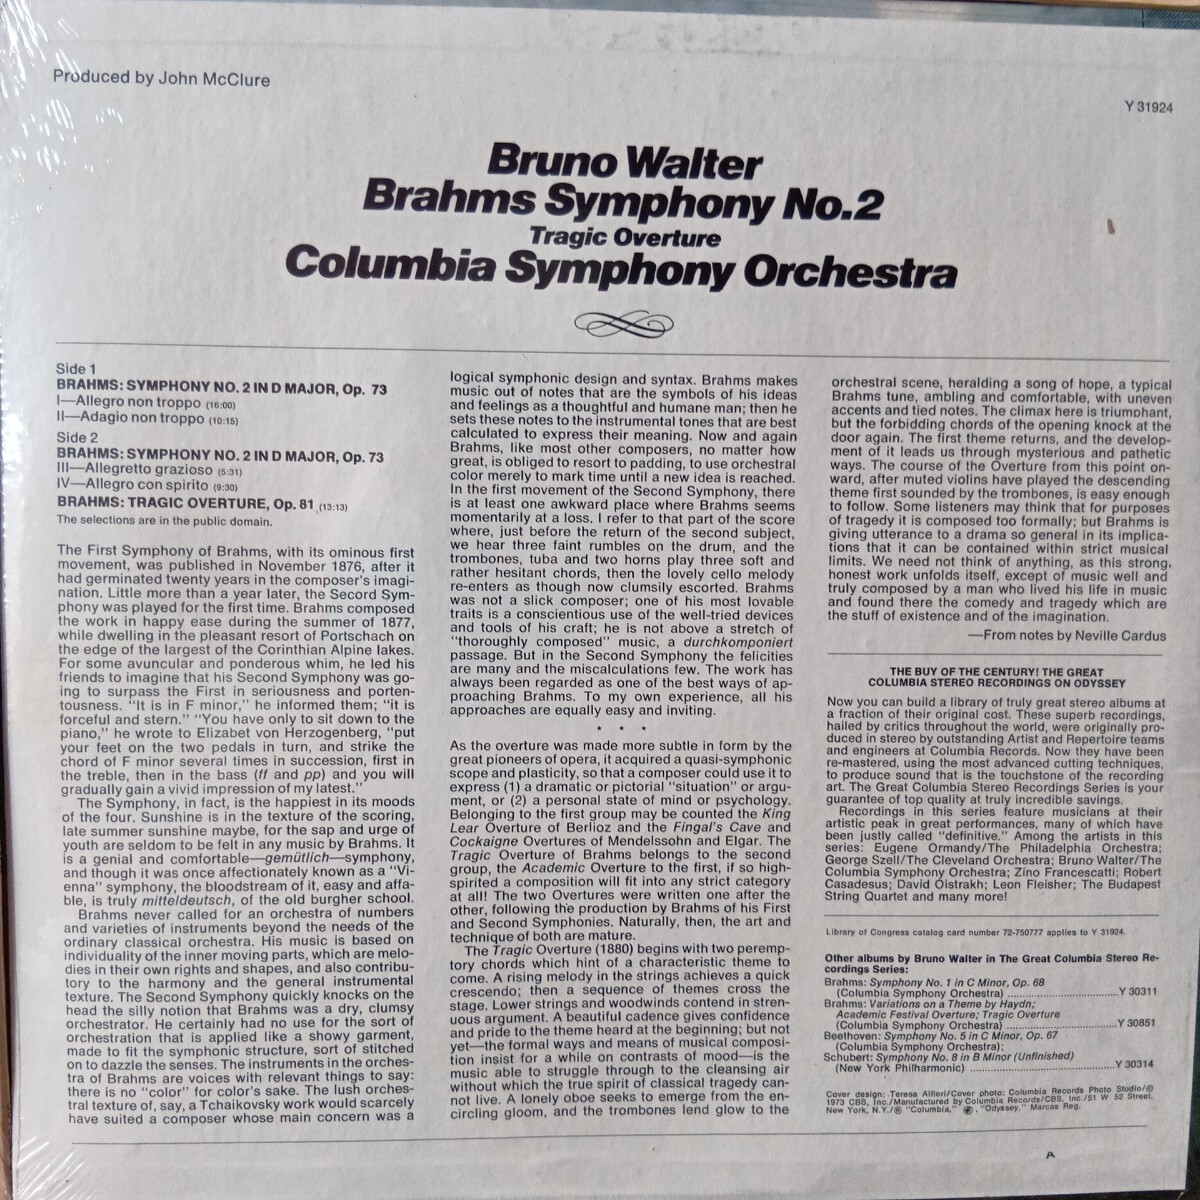 Produced by John McClure
Y 31924
Bruno Walter
Brahms Symphony No.2
Tragic Overture
Columbia Symphony Orchestra
Side 1
BRAHMS: SYMPHONY NO. 2 IN D MAJOR, Op. 73
I—Allegro non troppo (16:00)
II—Adagio non troppo (10:15)
Side 2
BRAHMS: SYMPHONY NO. 2 IN D MAJOR, Op. 73
III—Allegretto grazioso (5:31)
IV—Allegro con spirito (9:30)
BRAHMS: TRAGIC OVERTURE, Op. 81 (13:13)
The selections are in the public domain.
The First Symphony of Brahms, with its ominous first
movement, was published in November 1876, after it
had germinated twenty years in the composer's imagi-
nation. Little more than a year later, the Secord Sym-
phony was played for the first time. Brahms composed
the work in happy ease during the summer of 1877,
while dwelling in the pleasant resort of Portschach on
the edge of the largest of the Corinthian Alpine lakes.
For some avuncular and ponderous whim, he led his
friends to imagine that his Second Symphony was go-
ing to surpass the First in seriousness and porten-
tousness. "It is in F minor," he informed them; "it is
forceful and stern." "You have only to sit down to the
piano," he wrote to Elizabet von Herzogenberg, "put
your feet on the two pedals in turn, and strike the
chord of F minor several times in succession, first in
the treble, then in the bass (ff and pp) and you will
gradually gain a vivid impression of my latest."
The Symphony, in fact, is the happiest in its moods
of the four. Sunshine is in the texture of the scoring,
late summer sunshine maybe, for the sap and urge of
youth are seldom to be felt in any music by Brahms. It
is a genial and comfortable—gemütlich—symphony,
and though it was once affectionately known as a "Vi-
enna" symphony, the bloodstream of it, easy and affa-
ble, is truly mitteldeutsch, of the old burgher school.
Brahms never called for an orchestra of numbers
and varieties of instruments beyond the needs of the
ordinary classical orchestra. His music is based on
individuality of the inner moving parts, which are melo-
dies in their own rights and shapes, and also contribu-
tory to the harmony and the general instrumental
texture. The Second Symphony quickly knocks on the
head the silly notion that Brahms was a dry, clumsy
orchestrator. He certainly had no use for the sort of
orchestration that is applied like a showy garment,
made to fit the symphonic structure, sort of stitched
on to dazzle the senses. The instruments in the orches-
tra of Brahms are voices with relevant things to say:
there is no "color" for color's sake. The lush orches-
tral texture of, say, a Tchaikovsky work would scarcely
have suited a composer whose main concern was a
logical symphonic design and syntax. Brahms makes
music out of notes that are the symbols of his ideas
and feelings as a thoughtful and humane man; then he
sets these notes to the instrumental tones that are best
calculated to express their meaning. Now and again
Brahms, like most other composers, no matter how
great, is obliged to resort to padding, to use orchestral
color merely to mark time until a new idea is reached.
In the first movement of the Second Symphony, there
is at least one awkward place where Brahms seems
momentarily at a loss. I refer to that part of the score
where, just before the return of the second subject,
we hear three faint rumbles on the drum, and the
trombones, tuba and two horns play three soft and
rather hesitant chords, then the lovely cello melody
re-enters as though now clumsily escorted. Brahms
was not a slick composer; one of his most lovable
traits is a conscientious use of the well-tried devices
and tools of his craft; he is not above a stretch of
"thoroughly composed" music, a durchkomponiert
passage. But in the Second Symphony the felicities
are many and the miscalculations few. The work has
always been regarded as one of the best ways of ap-
proaching Brahms. To my own experience, all his
approaches are equally easy and inviting.
* * *
As the overture was made more subtle in form by the
great pioneers of opera, it acquired a quasi-symphonic
scope and plasticity, so that a composer could use it to
express (1) a dramatic or pictorial "situation" or argu-
ment, or (2) a personal state of mind or psychology.
Belonging to the first group may be counted the King
Lear Overture of Berlioz and the Fingal's Cave and
Cockaigne Overtures of Mendelssohn and Elgar. The
Tragic Overture of Brahms belongs to the second
group, the Academic Overture to the first, if so high-
spirited a composition will fit into any strict category
at all! The two Overtures were written one after the
other, following the production by Brahms of his First
and Second Symphonies. Naturally, then, the art and
technique of both are mature.
The Tragic Overture (1880) begins with two peremp-
tory chords which hint of a characteristic theme to
come. A rising melody in the strings achieves a quick
crescendo; then a sequence of themes cross the
stage. Lower strings and woodwinds contend in stren-
uous argument. A beautiful cadence gives confidence
and pride to the theme heard at the beginning; but not
yet—the formal ways and means of musical composi-
tion insist for a while on contrasts of mood—is the
music able to struggle through to the cleansing air
without which the true spirit of classical tragedy can-
not live. A lonely oboe seeks to emerge from the en-
circling gloom, and the trombones lend glow to the
orchestral scene, heralding a song of hope, a typical
Brahms tune, ambling and comfortable, with uneven
accents and tied notes. The climax here is triumphant,
but the forbidding chords of the opening knock at the
door again. The first theme returns, and the develop-
ment of it leads us through mysterious and pathetic
ways. The course of the Overture from this point on-
ward, after muted violins have played the descending
theme first sounded by the trombones, is easy enough
to follow. Some listeners may think that for purposes
of tragedy it is composed too formally; but Brahms is
giving utterance to a drama so general in its implica-
tions that it can be contained within strict musical
limits. We need not think of anything, as this strong,
honest work unfolds itself, except of music well and
truly composed by a man who lived his life in music
and found there the comedy and tragedy which are
the stuff of existence and of the imagination.
—From notes by Neville Cardus
THE BUY OF THE CENTURY! THE GREAT
COLUMBIA STEREO RECORDINGS ON ODYSSEY
Now you can build a library of truly great stereo albums at
a fraction of their original cost. These superb recordings,
hailed by critics throughout the world, were originally pro-
duced in stereo by outstanding Artist and Repertoire teams
and engineers at Columbia Records. Now they have been
re-mastered, using the most advanced cutting techniques,
to produce sound that is the touchstone of the recording
art. The Great Columbia Stereo Recordings Series is your
guarantee of top quality at truly incredible savings.
Recordings in this series feature musicians at their
artistic peak in great performances, many of which have
been justly called "definitive." Among the artists in this
series: Eugene Ormandy/The Philadelphia Orchestra;
George Szell/The Cleveland Orchestra; Bruno Walter/The
Columbia Symphony Orchestra; Zino Francescatti; Robert
Casadesus; David Oistrakh; Leon Fleisher; The Budapest
String Quartet and many more!
Library of Congress catalog card number 72-750777 applies to Y 31924.
Other albums by Bruno Walter in The Great Columbia Stereo Re-
cordings Series:
Brahms: Symphony No. 1 in C Minor, Op. 68
(Columbia Symphony Orchestra) ..........Y 30311
Brahms: Variations on a Theme by Haydn;
Academic Festival Overture; Tragic Overture
(Columbia Symphony Orchestra) ..........Y 30851
Beethoven: Symphony No. 5 in C Minor, Op. 67
(Columbia Symphony Orchestra);
Schubert: Symphony No. 8 in B Minor (Unfinished)
(New York Philharmonic) ..........Y 30314
Cover design: Teresa Alfieri/Cover photo: Columbia Records Photo Studio/℗
1973 CBS, Inc./Manufactured by Columbia Records/CBS, Inc./51 W 52 Street,
New York, N.Y./® "Columbia," "Odyssey," Marcas Reg.
A